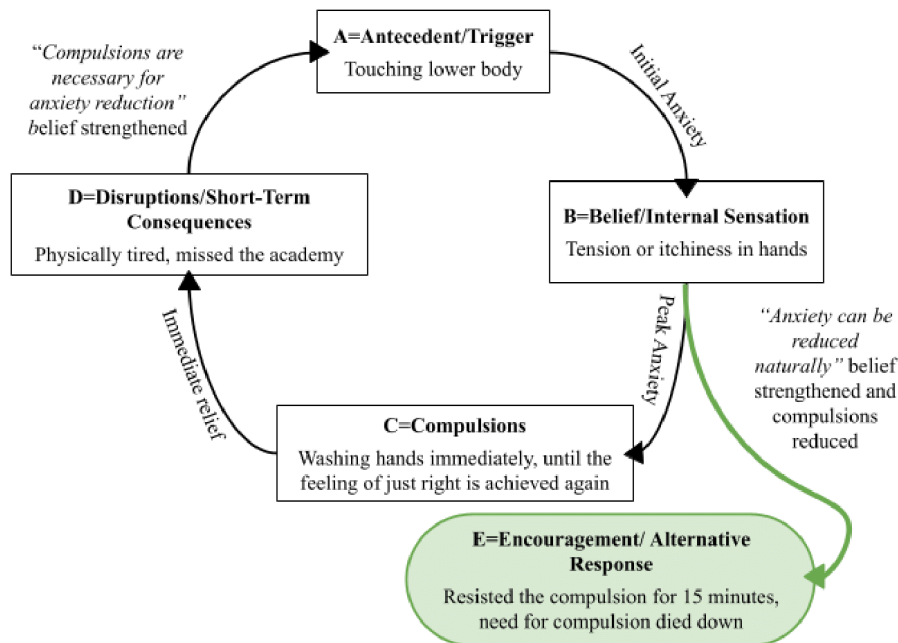 A=Antecedent/Trigger
Touching lower body
Initial Anxiety
B=Belief/Internal Sensation
Tension or itchiness in hands
Peak Anxiety
C=Compulsions
Washing hands immediately, until the
feeling of just right is achieved again
Immediate relief
D=Disruptions/Short-Term
Consequences
Physically tired, missed the academy
“Compulsions are
necessary for
anxiety reduction”
belief strengthened
“Anxiety can be
reduced
naturally” belief
strengthened and
compulsions
reduced
E=Encouragement/ Alternative
Response
Resisted the compulsion for 15 minutes,
need for compulsion died down